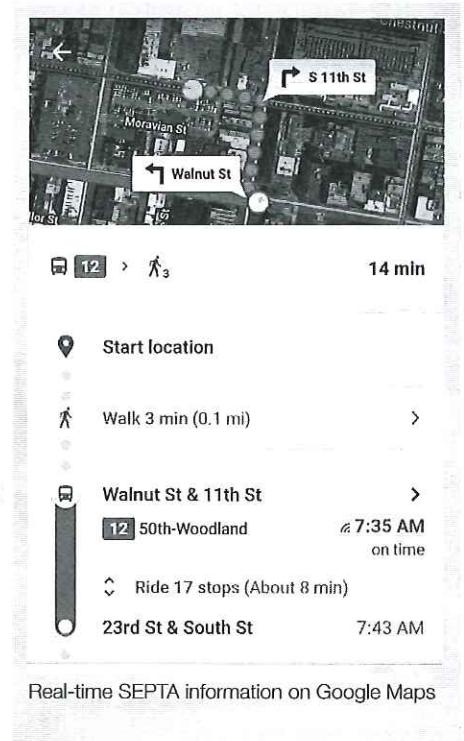 Chestnut
S 11th St
Moravian St
Walnut St
lor St
12 > 3
14 min
Start location
Walk 3 min (0.1 mi) >
Walnut St & 11th St >
12 50th-Woodland 7:35 AM
on time
Ride 17 stops (About 8 min)
23rd St & South St 7:43 AM
Real-time SEPTA information on Google Maps